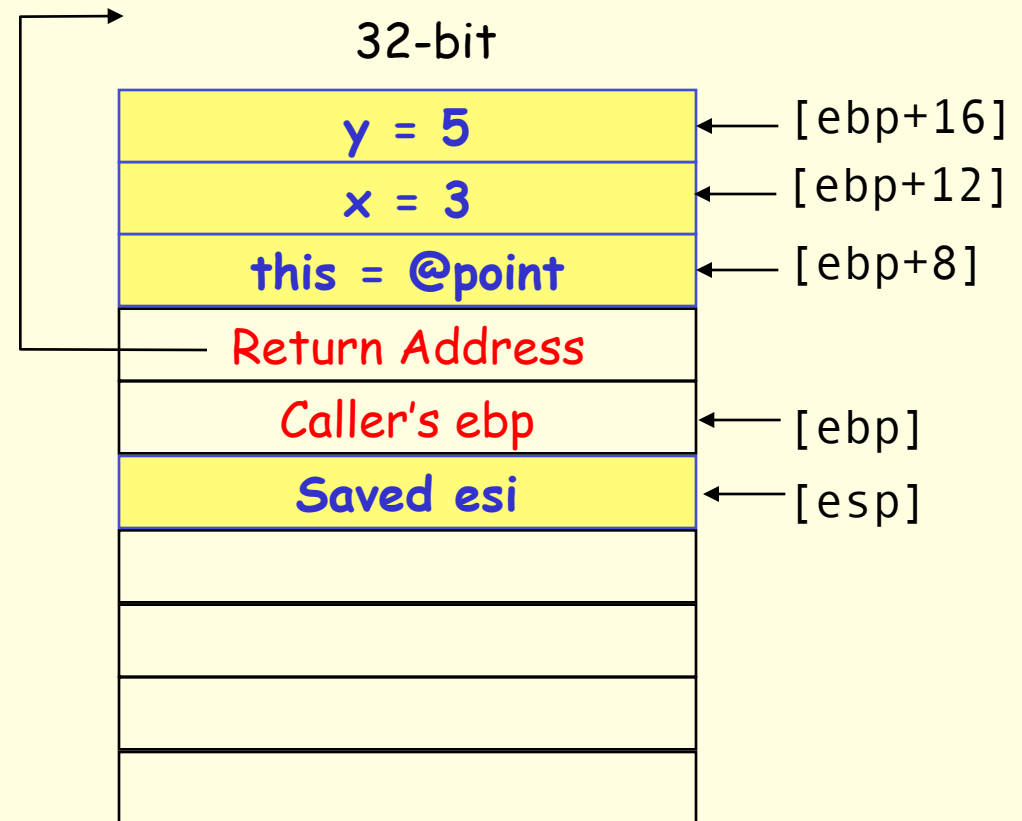 32-bit
y = 5 [ebp+16]
x = 3 [ebp+12]
this = @point [ebp+8]
Return Address
Caller's ebp [ebp]
Saved esi [esp]